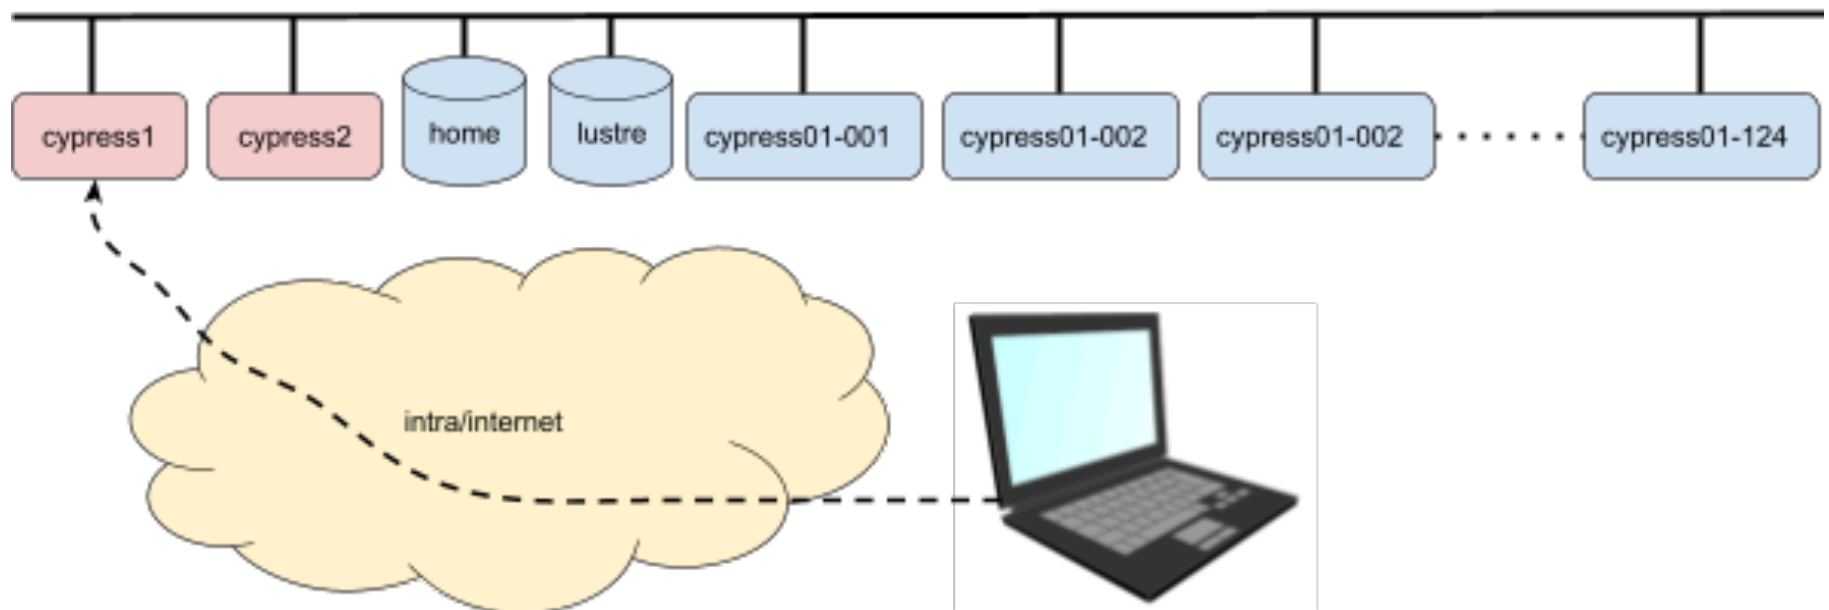 cypress1
cypress2
home
lustre
cypress01-001
cypress01-002
cypress01-002
cypress01-124
intra/internet